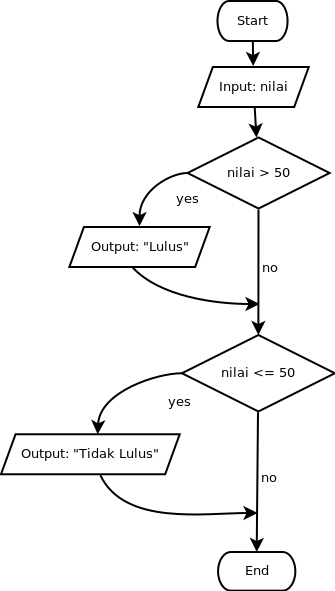 Start
Input: nilai
nilai > 50
yes
Output: "Lulus"
no
nilai <= 50
yes
Output: "Tidak Lulus"
no
End